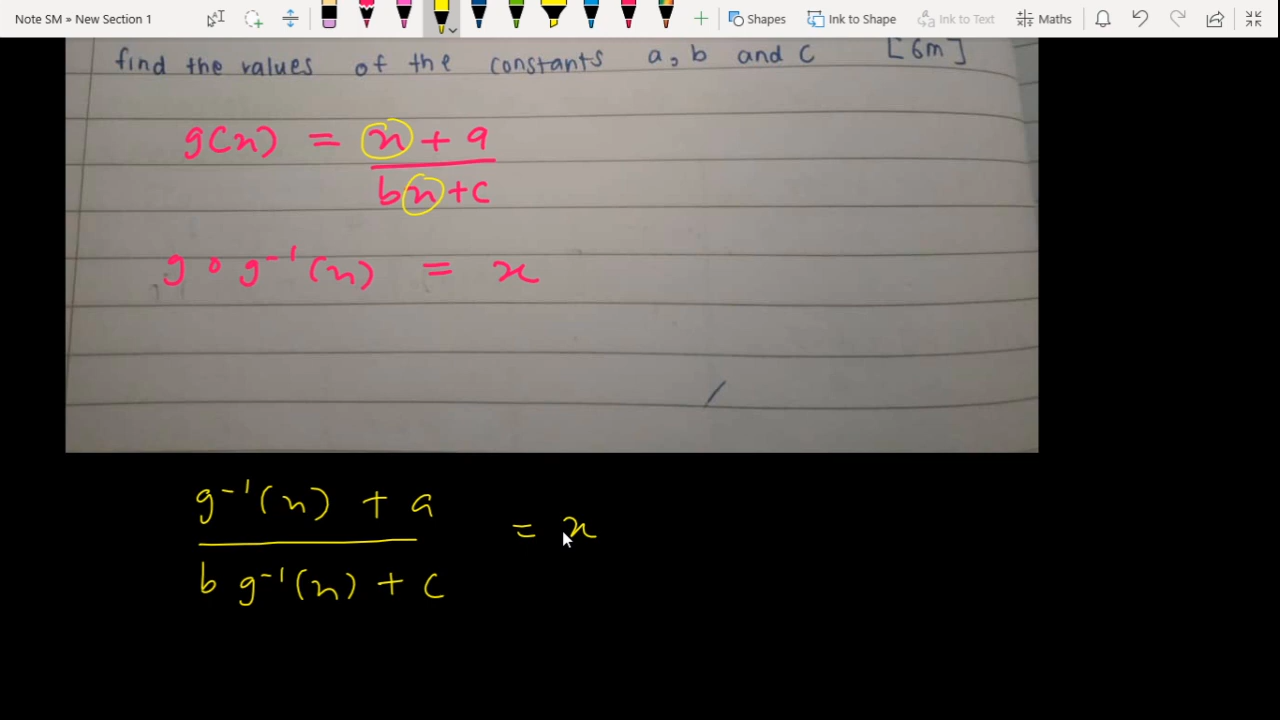 Note SM » New Section 1
Shapes
Ink to Shape
Ink to Text
Maths
find the values of the constants a, b and c [6m]
g(x) = x + a
bx + c
g o g⁻¹(x) = x
g⁻¹(x) + a
= x
b g⁻¹(x) + c